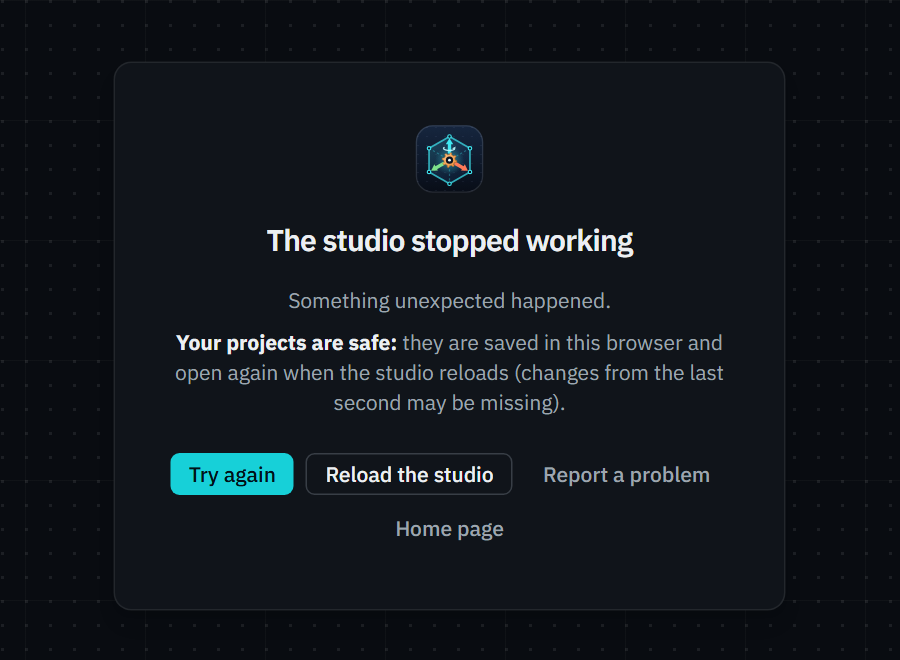 The studio stopped working
Something unexpected happened.
Your projects are safe: they are saved in this browser and
open again when the studio reloads (changes from the last
second may be missing).
Try again
Reload the studio
Report a problem
Home page